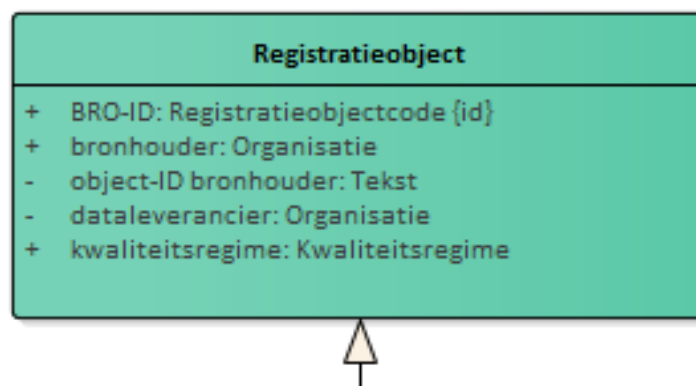 Registratieobject
+ BRO-ID: Registratieobjectcode {id}
+ bronhouder: Organisatie
- object-ID bronhouder: Tekst
- dataleverancier: Organisatie
+ kwaliteitsregime: Kwaliteitsregime